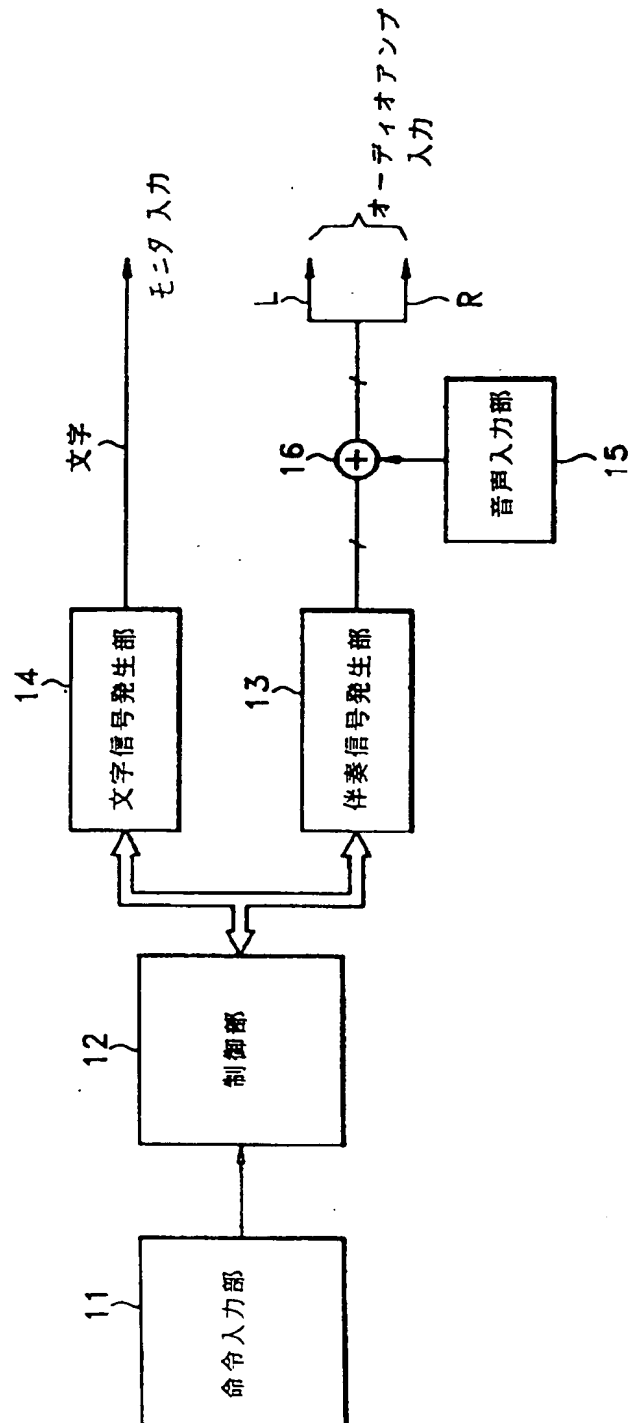 11
命令入力部
12
制御部
14
文字信号発生部
文字
モニタ入力
13
伴奏信号発生部
16
+
15
音声入力部
L
R
オーディオアンプ
入力